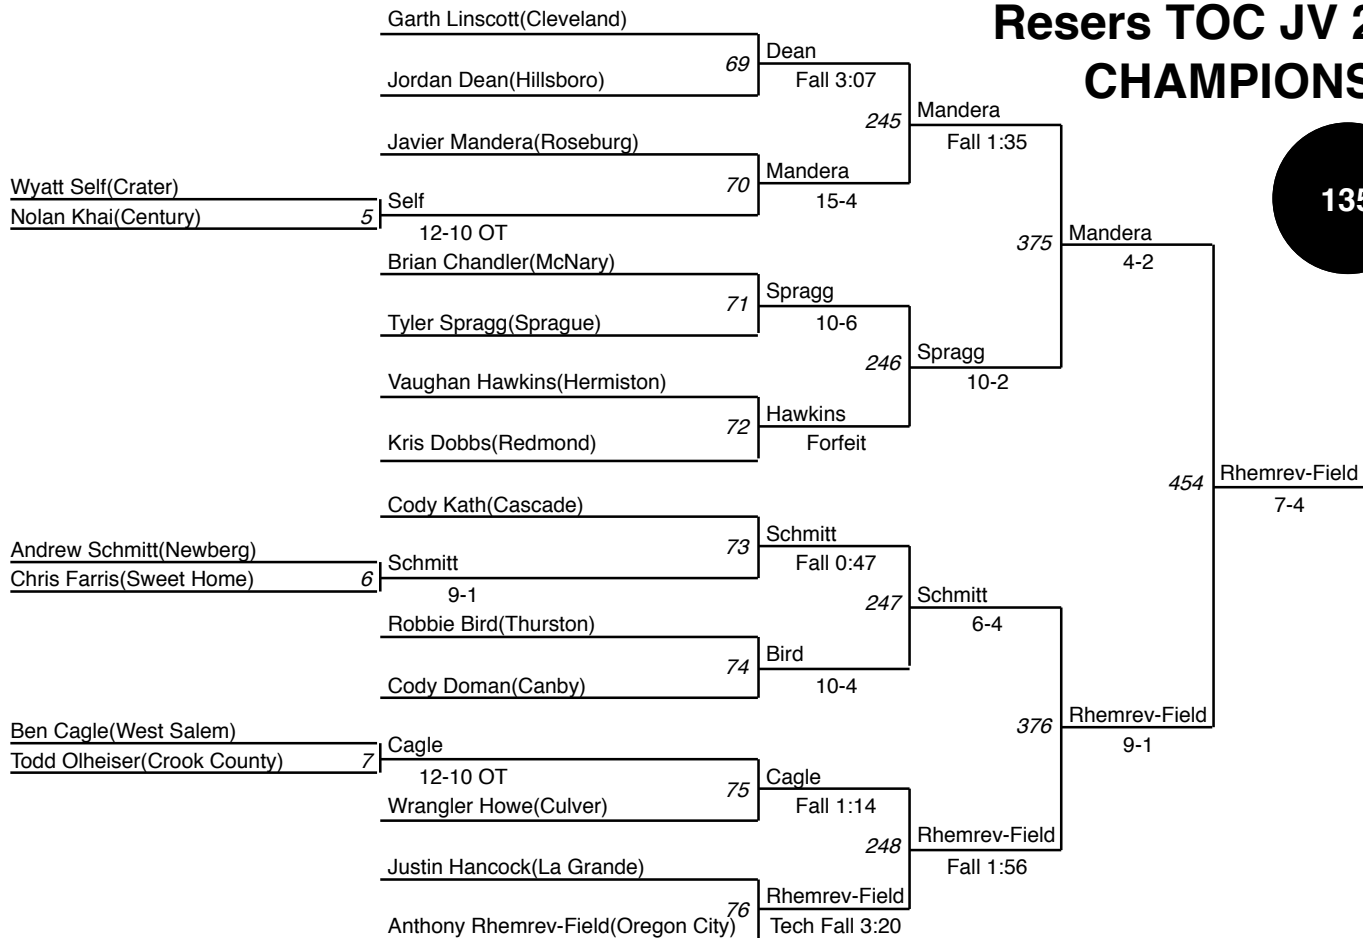 Resers TOC JV 2
CHAMPIONS
135
Garth Linscott(Cleveland)
69
Dean
Fall 3:07
Jordan Dean(Hillsboro)
245
Mandera
Fall 1:35
Javier Mandera(Roseburg)
70
Mandera
15-4
Wyatt Self(Crater)
Nolan Khai(Century)
5
Self
12-10 OT
375
Mandera
4-2
Brian Chandler(McNary)
71
Spragg
10-6
Tyler Spragg(Sprague)
246
Spragg
10-2
Vaughan Hawkins(Hermiston)
72
Hawkins
Forfeit
Kris Dobbs(Redmond)
454
Rhemrev-Field
7-4
Cody Kath(Cascade)
73
Schmitt
Fall 0:47
Andrew Schmitt(Newberg)
Chris Farris(Sweet Home)
6
Schmitt
9-1
247
Schmitt
6-4
Robbie Bird(Thurston)
74
Bird
10-4
Cody Doman(Canby)
376
Rhemrev-Field
9-1
Ben Cagle(West Salem)
Todd Olheiser(Crook County)
7
Cagle
12-10 OT
75
Cagle
Fall 1:14
Wrangler Howe(Culver)
248
Rhemrev-Field
Fall 1:56
Justin Hancock(La Grande)
76
Rhemrev-Field
Tech Fall 3:20
Anthony Rhemrev-Field(Oregon City)